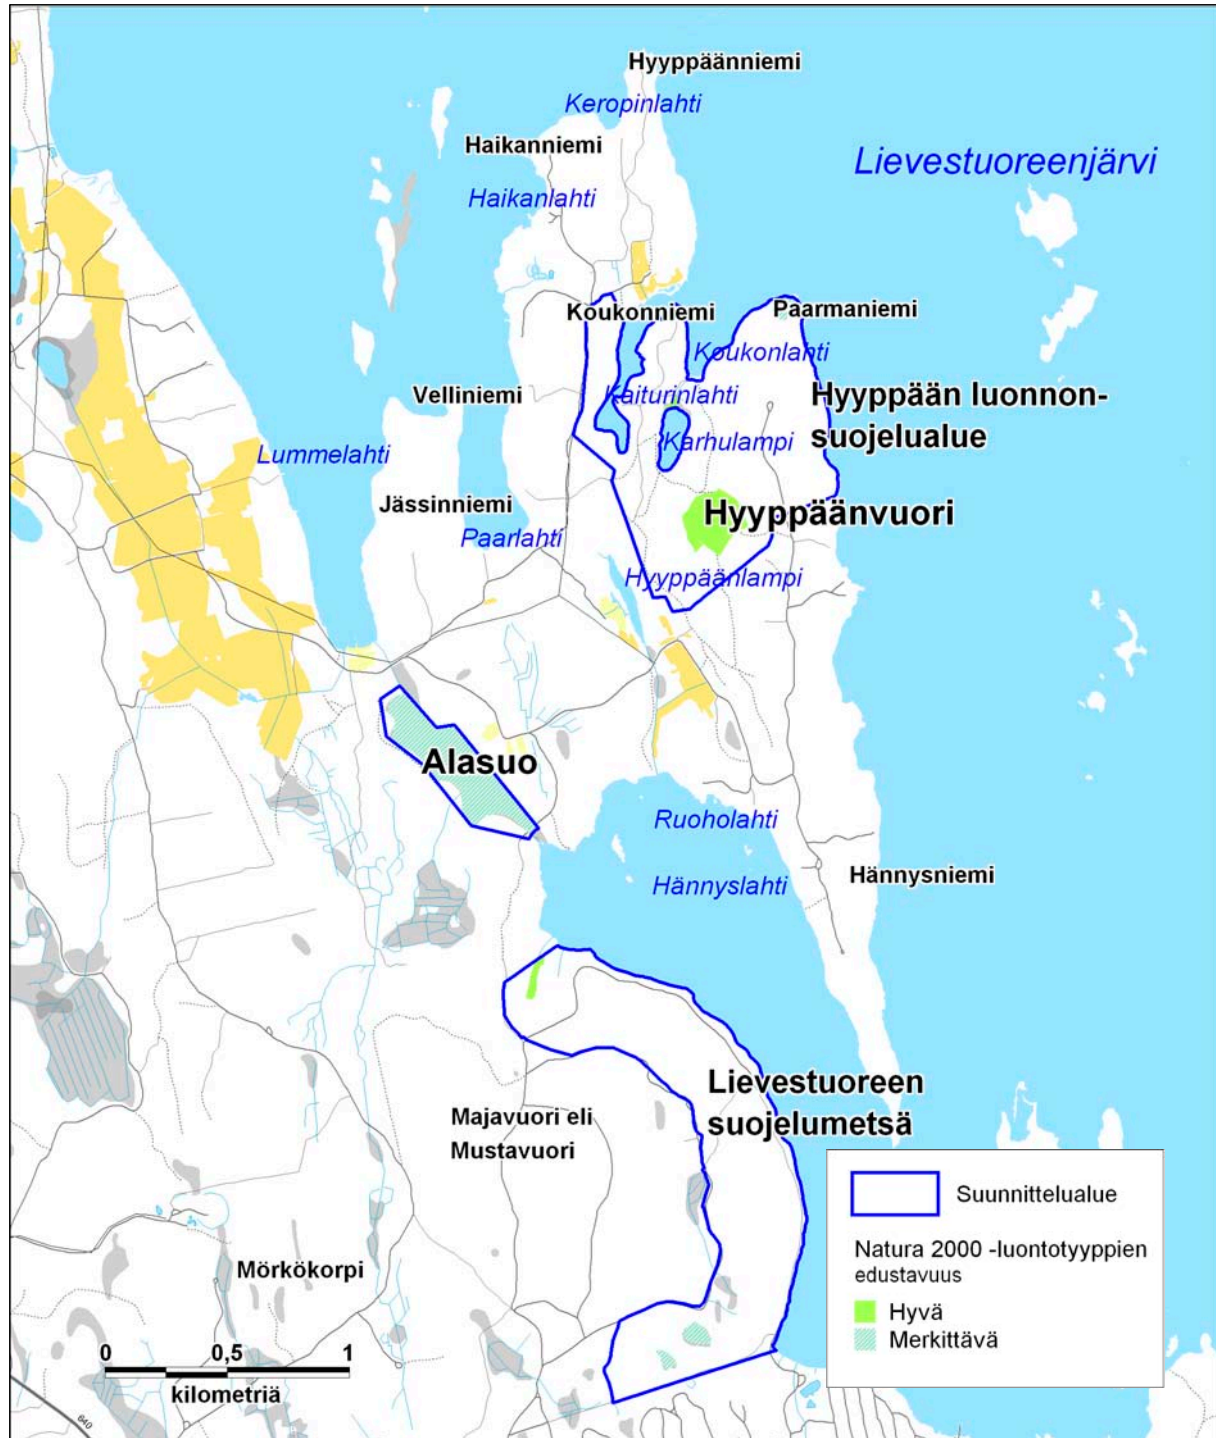 Hyyppäänniemi
Keropinlahti
Haikanniemi
Lievestuoreenjärvi
Haikanlahti
Koukonniemi
Paarmaniemi
Koukonlahti
Velliniemi
Kaiturinlahti
Hyyppään luonnon-
suojelualue
Karhulampi
Lummelahti
Jässinniemi
Hyyppäänvuori
Paarlahti
Hyyppäänlampi
Alasuo
Ruoholahti
Hännyslahti
Hännysniemi
Lievestuoreen
suojelumetsä
Majavuori eli
Mustavuori
Mörkökorpi
Suunnittelualue
Natura 2000 -luontotyyppien
edustavuus
Hyvä
Merkittävä
0 0,5 1
kilometriä
640